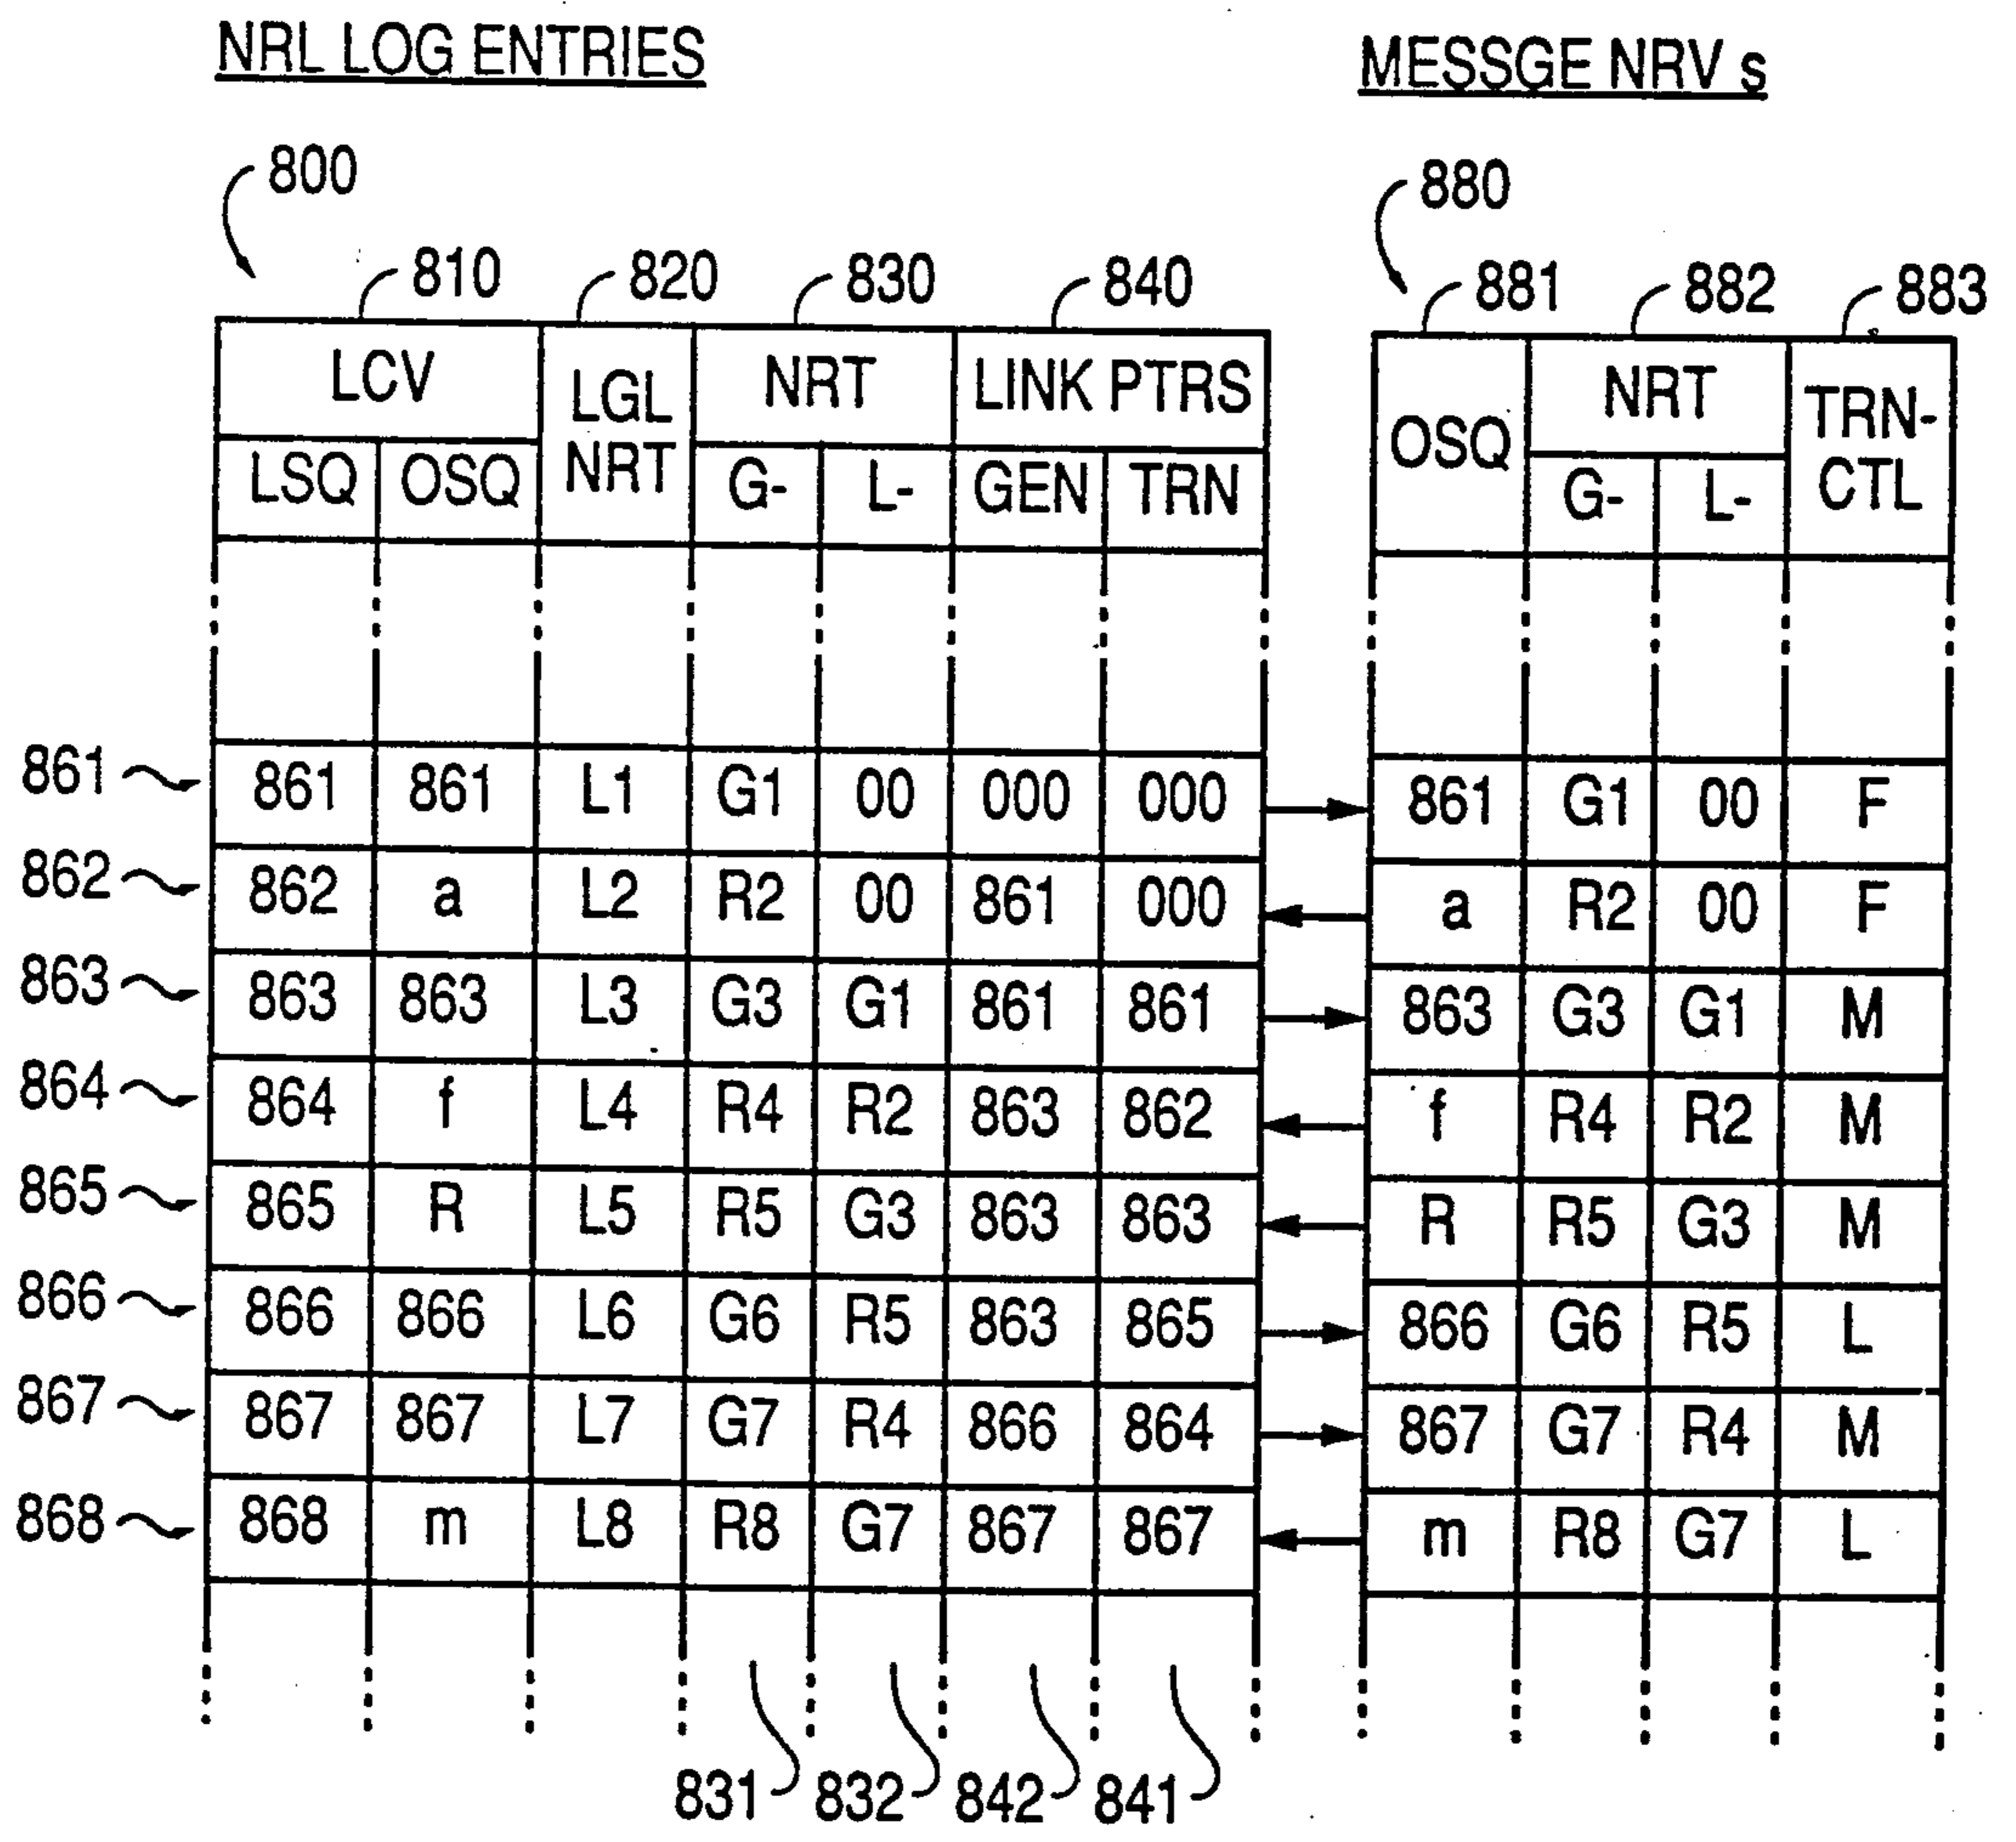 NRL LOG ENTRIES MESSGE NRV s
800 880
810 820 830 840 881 882 883
LCV LGL NRT NRT LINK PTRS OSQ NRT TRN-CTL
LSQ OSQ G- L- GEN TRN G- L-
861 861 861 L1 G1 00 000 000 861 G1 00 F
862 862 a L2 R2 00 861 000 a R2 00 F
863 863 863 L3 G3 G1 861 861 863 G3 G1 M
864 864 f L4 R4 R2 863 862 f R4 R2 M
865 865 R L5 R5 G3 863 863 R R5 G3 M
866 866 866 L6 G6 R5 863 865 866 G6 R5 L
867 867 867 L7 G7 R4 866 864 867 G7 R4 M
868 868 m L8 R8 G7 867 867 m R8 G7 L
831 832 842 841